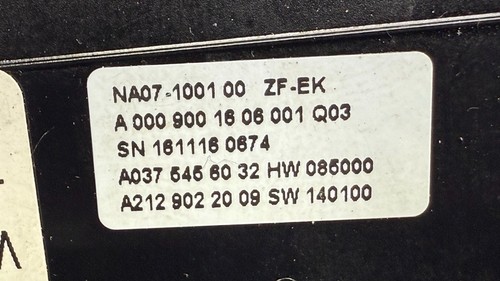 NA07-1001 00 ZF-EK
A 000 900 16 06 001 Q03
SN 161116 0674
A037 545 60 32 HW 085000
A212 902 20 09 SW 140100